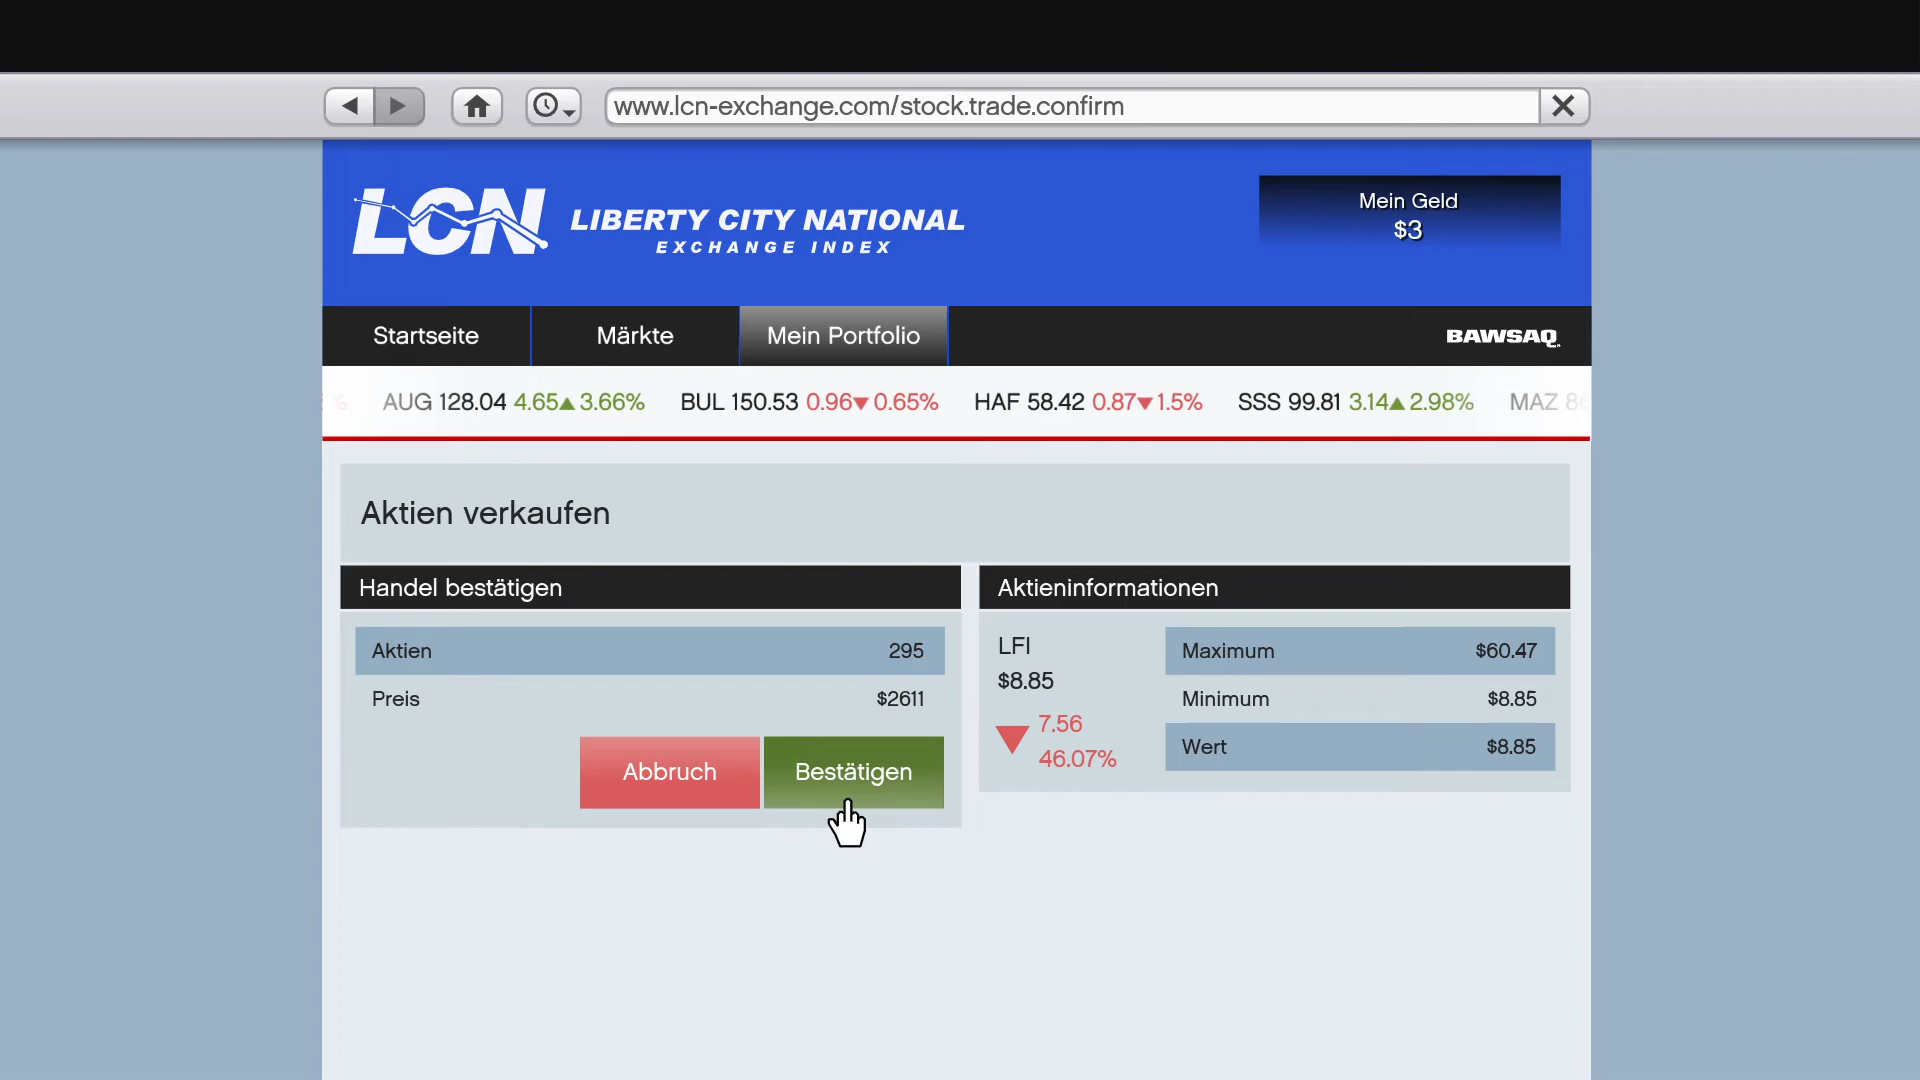 www.lcn-exchange.com/stock.trade.confirm
LCN
LIBERTY CITY NATIONAL
EXCHANGE INDEX
Mein Geld
$3
Startseite
Märkte
Mein Portfolio
BAWSAQ
AUG 128.04 4.65▲3.66% BUL 150.53 0.96▼0.65% HAF 58.42 0.87▼1.5% SSS 99.81 3.14▲2.98% MAZ
Aktien verkaufen
Handel bestätigen
Aktien 295
Preis $2611
Abbruch
Bestätigen
Aktieninformationen
LFI
$8.85
▼ 7.56
46.07%
Maximum $60.47
Minimum $8.85
Wert $8.85